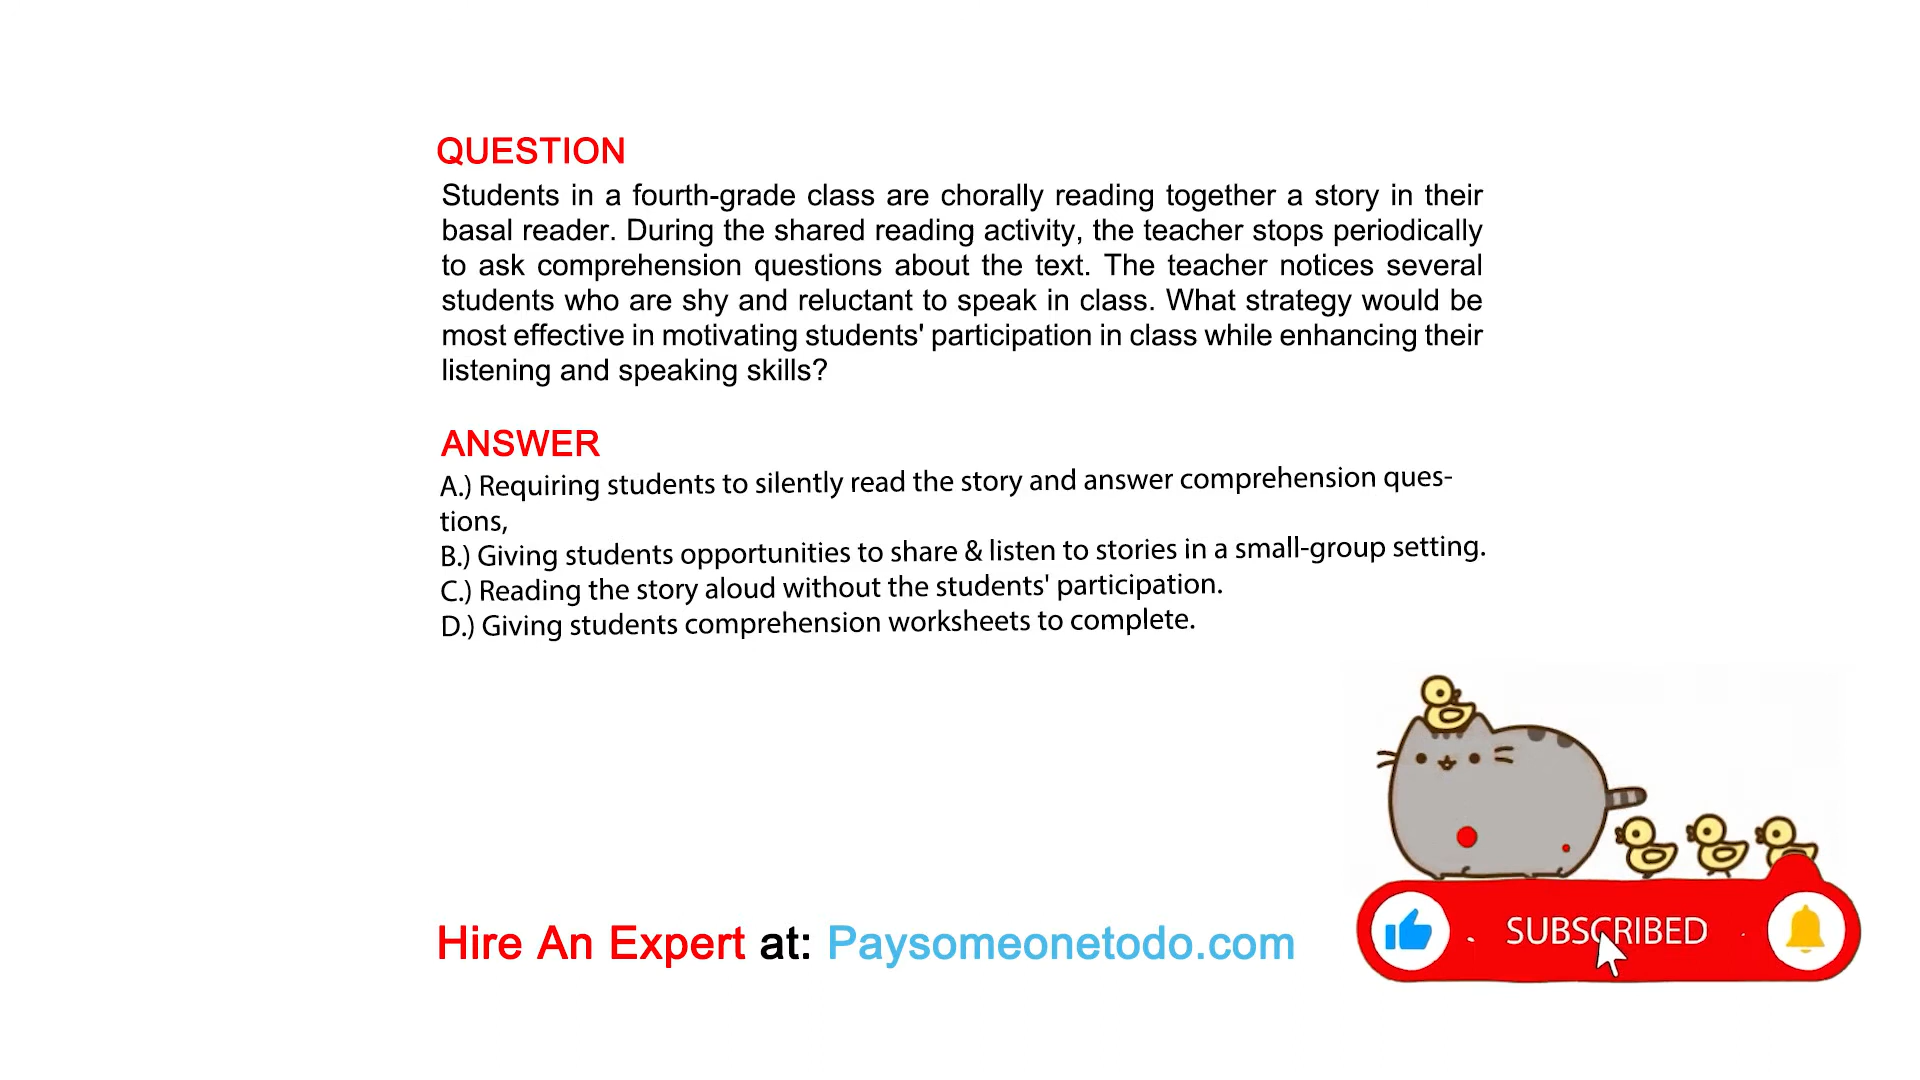 QUESTION
Students in a fourth-grade class are chorally reading together a story in their
basal reader. During the shared reading activity, the teacher stops periodically
to ask comprehension questions about the text. The teacher notices several
students who are shy and reluctant to speak in class. What strategy would be
most effective in motivating students' participation in class while enhancing their
listening and speaking skills?
ANSWER
A.) Requiring students to silently read the story and answer comprehension ques-
tions,
B.) Giving students opportunities to share & listen to stories in a small-group setting.
C.) Reading the story aloud without the students' participation.
D.) Giving students comprehension worksheets to complete.
Hire An Expert at: Paysomeonetodo.com
SUBSCRIBED